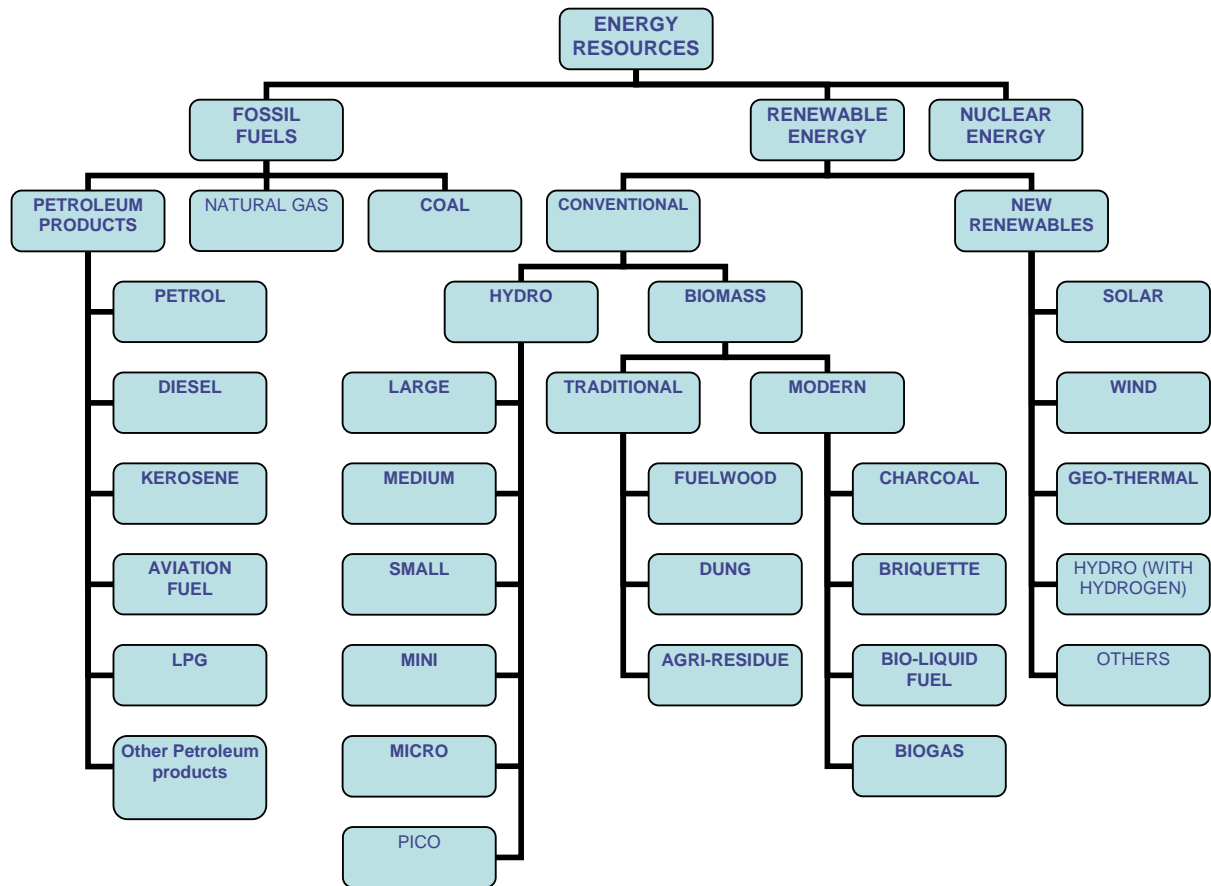 ENERGY
RESOURCES
FOSSIL
FUELS
RENEWABLE
ENERGY
NUCLEAR
ENERGY
PETROLEUM
PRODUCTS
NATURAL GAS
COAL
CONVENTIONAL
NEW
RENEWABLES
PETROL
HYDRO
BIOMASS
SOLAR
DIESEL
LARGE
TRADITIONAL
MODERN
WIND
KEROSENE
MEDIUM
FUELWOOD
CHARCOAL
GEO-THERMAL
AVIATION
FUEL
SMALL
DUNG
BRIQUETTE
HYDRO (WITH
HYDROGEN)
LPG
MINI
AGRI-RESIDUE
BIO-LIQUID
FUEL
OTHERS
Other Petroleum
products
MICRO
BIOGAS
PICO